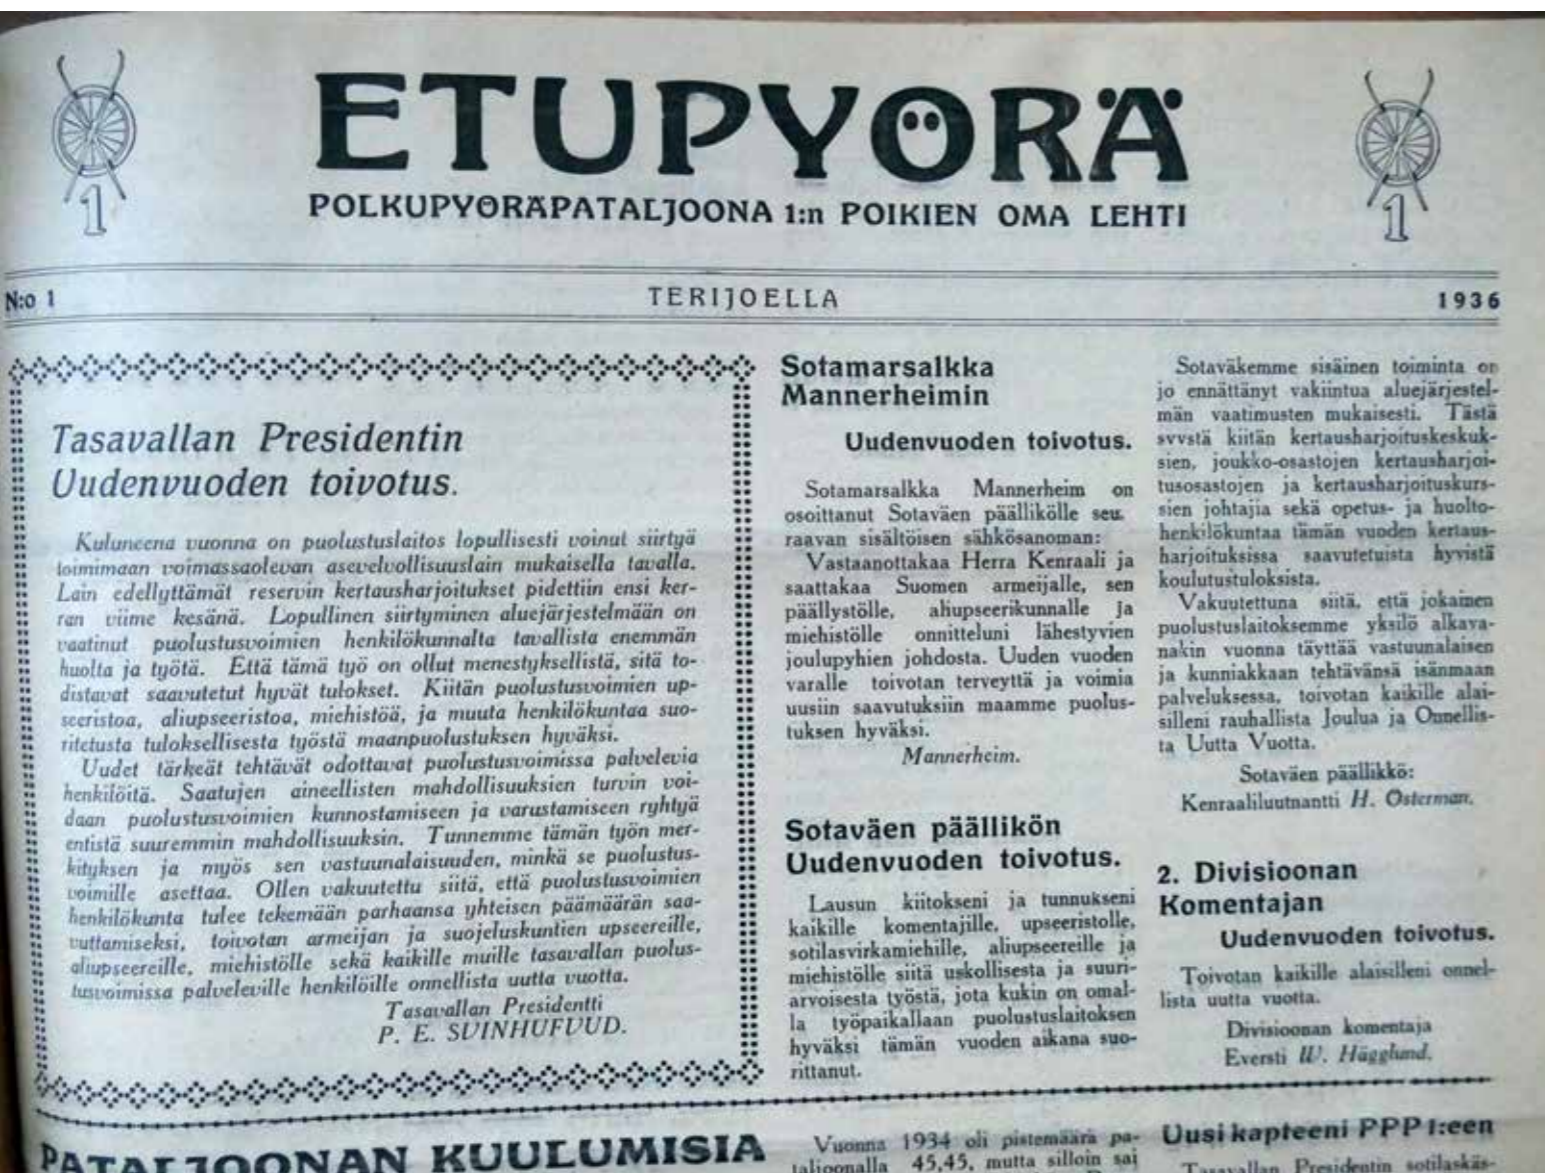 ETUPYÖRÄ
POLKUPYÖRÄPATALJOONA 1:n POIKIEN OMA LEHTI
1
1
N:o 1
TERIJOELLA
1936
Tasavallan Presidentin
Uudenvuoden toivotus.
Kuluneena vuonna on puolustuslaitos lopullisesti voinut siirtyä
toimimaan voimassaolevan asevelvollisuuslain mukaisella tavalla.
Lain edellyttämät reservin kertausharjoitukset pidettiin ensi ker-
ran viime kesänä. Lopullinen siirtyminen aluejärjestelmään on
vaatinut puolustusvoimien henkilökunnalta tavallista enemmän
huolta ja työtä. Että tämä työ on ollut menestyksellistä, sitä to-
distavat saavutetut hyvät tulokset. Kiitän puolustusvoimien up-
seeristoa, aliupseeristoa, miehistöä, ja muuta henkilökuntaa suo-
ritetusta tuloksellisesta työstä maanpuolustuksen hyväksi.
Uudet tärkeät tehtävät odottavat puolustusvoimissa palvelevia
henkilöitä. Saatujen aineellisten mahdollisuuksien turvin voi-
daan puolustusvoimien kunnostamiseen ja varustamiseen ryhtyä
entistä suuremmin mahdollisuuksin. Tunnemme tämän työn mer-
kityksen ja myös sen vastuunalaisuuden, minkä se puolustus-
voimille asettaa. Ollen vakuutettu siitä, että puolustusvoimien
henkilökunta tulee tekemään parhaansa yhteisen päämäärän saa-
vuttamiseksi, toivotan armeijan ja suojeluskuntien upseereille,
aliupseereille, miehistölle sekä kaikille muille tasavallan puolus-
tusvoimissa palveleville henkilöille onnellista uutta vuotta.
Tasavallan Presidentti
P. E. SVINHUFVUD.
Sotamarsalkka
Mannerheimin
Uudenvuoden toivotus.
Sotamarsalkka Mannerheim on
osoittanut Sotaväen päällikölle seu.
raavan sisältöisen sähkösanoman:
Vastaanottakaa Herra Kenraali ja
saattakaa Suomen armeijalle, sen
päällystölle, aliupseerikunnalle ja
miehistölle onnitteluni lähestyvien
joulupyhien johdosta. Uuden vuoden
varalle toivotan terveyttä ja voimia
uusiin saavutuksiin maamme puolus-
tuksen hyväksi.
Mannerheim.
Sotaväen päällikön
Uudenvuoden toivotus.
Lausun kiitokseni ja tunnukseni
kaikille komentajille, upseeristolle,
sotilasvirkamiehille, aliupseereille ja
miehistölle siitä uskollisesta ja suuri-
arvoisesta työstä, jota kukin on omal-
la työpaikallaan puolustuslaitoksen
hyväksi tämän vuoden aikana suo-
rittanut.
Sotaväkemme sisäinen toiminta on
jo ennättänyt vakiintua aluejärjestel-
män vaatimusten mukaisesti. Tästä
syystä kiitän kertausharjoituskeskuk-
sien, joukko-osastojen kertausharjoi-
tusosastojen ja kertausharjoituskurs-
sien johtajia sekä opetus- ja huolto-
henkilökuntaa tämän vuoden kertaus-
harjoituksissa saavutetuista hyvistä
koulutustuloksista.
Vakuutettuna siitä, että jokainen
puolustuslaitoksemme yksilö alkava-
nakin vuonna täyttää vastuunalaisen
ja kunniakkaan tehtävänsä isänmaan
palveluksessa, toivotan kaikille alai-
silleni rauhallista Joulua ja Onnellis-
ta Uutta Vuotta.
Sotaväen päällikkö:
Kenraaliluutnantti H. Österman.
2. Divisioonan
Komentajan
Uudenvuoden toivotus.
Toivotan kaikille alaisilleni onnel-
lista uutta vuotta.
Divisioonan komentaja
Eversti W. Hägglund.
PATALJOONAN KUULUMISIA
Vuonna 1934 oli pistemäärä pa-
taljoonalla 45,45, mutta silloin sai
Uusi kapteeni PPP 1:een
Tasavallan Presidentin sotilaskäs-